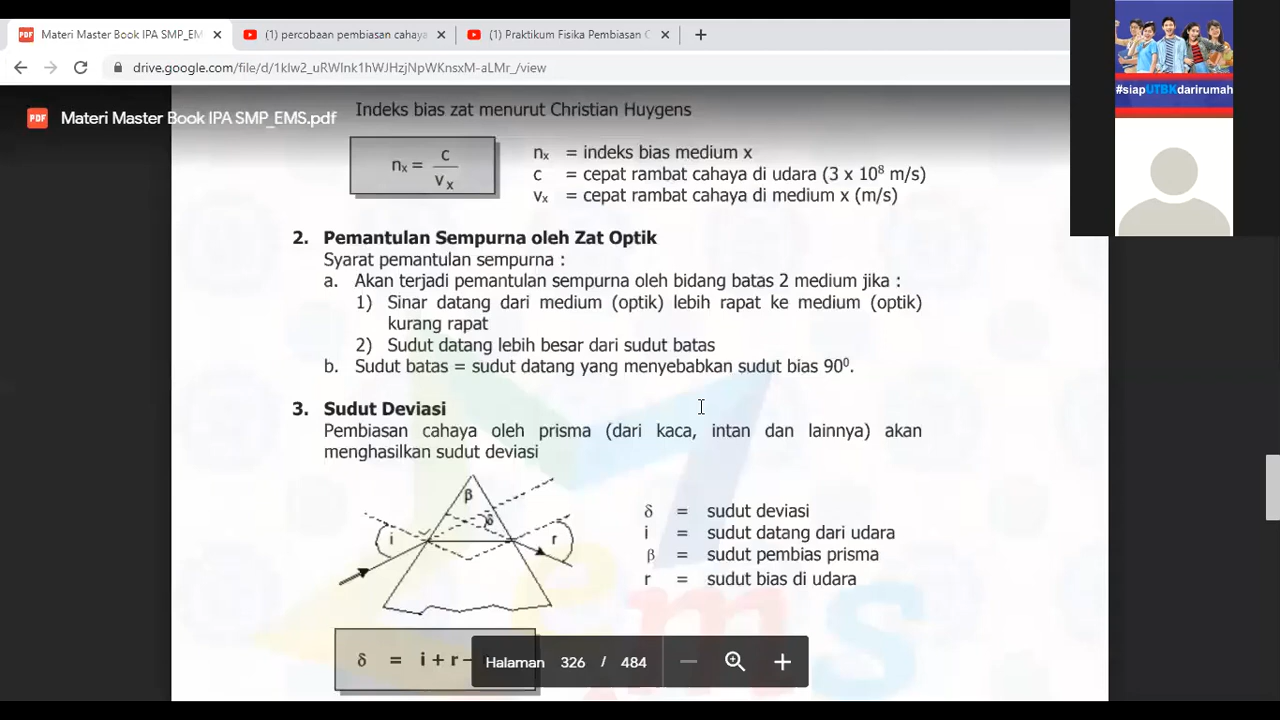 Materi Master Book IPA SMP_EM
(1) percobaan pembiasan cahaya
(1) Praktikum Fisika Pembiasan C
drive.google.com/file/d/1klw2_uRWlnk1hWJHzjNpWKnsxM-aLMr_/view
#siapUTBKdarirumah
PDF
Materi Master Book IPA SMP_EMS.pdf
Indeks bias zat menurut Christian Huygens
nₓ = c / vₓ
nₓ = indeks bias medium x
c = cepat rambat cahaya di udara (3 x 10⁸ m/s)
vₓ = cepat rambat cahaya di medium x (m/s)
2. Pemantulan Sempurna oleh Zat Optik
Syarat pemantulan sempurna :
a. Akan terjadi pemantulan sempurna oleh bidang batas 2 medium jika :
1) Sinar datang dari medium (optik) lebih rapat ke medium (optik)
kurang rapat
2) Sudut datang lebih besar dari sudut batas
b. Sudut batas = sudut datang yang menyebabkan sudut bias 90⁰.
3. Sudut Deviasi
Pembiasan cahaya oleh prisma (dari kaca, intan dan lainnya) akan
menghasilkan sudut deviasi
β
δ
i
r
δ = sudut deviasi
i = sudut datang dari udara
β = sudut pembias prisma
r = sudut bias di udara
δ = i + r −
Halaman 326 / 484
ems